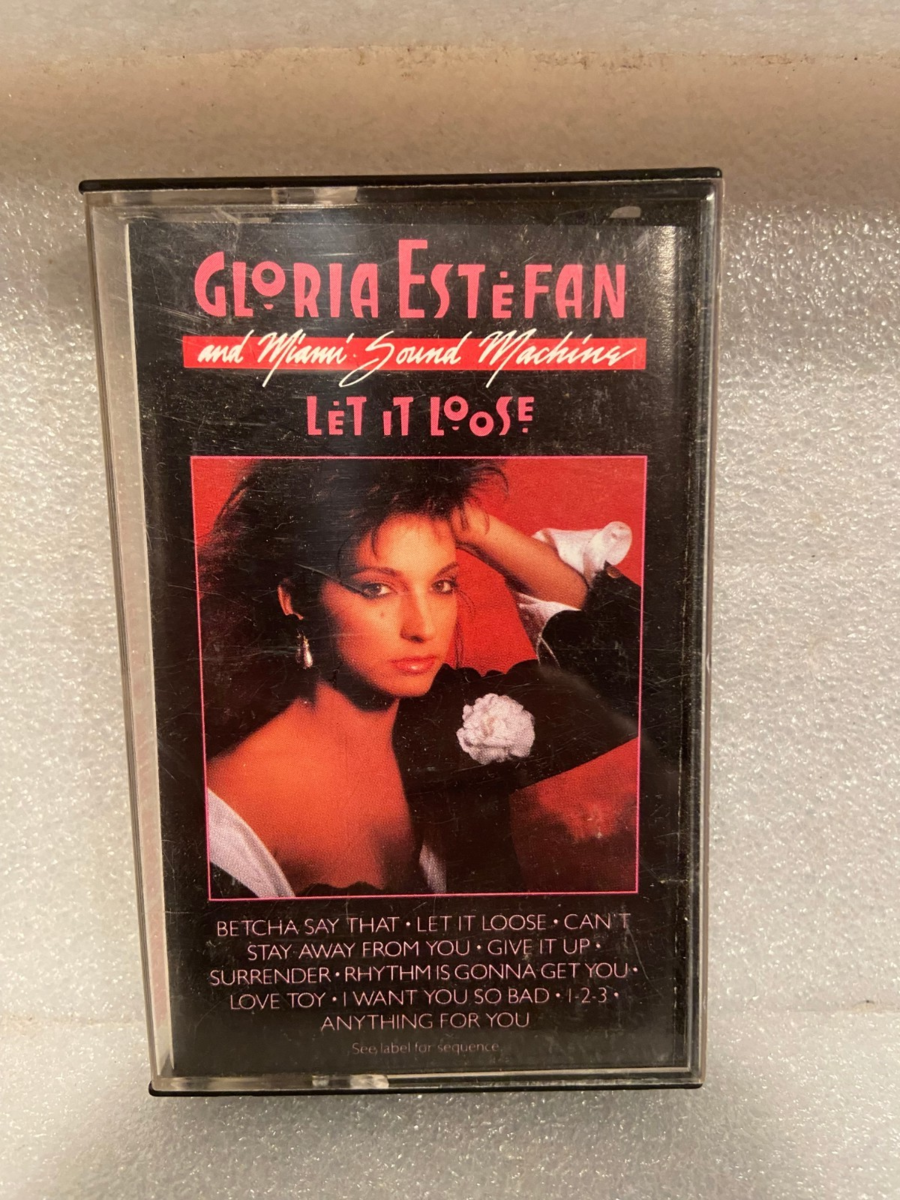 GLORIA ESTEFAN
and Miami Sound Machine
LET IT LOOSE
BETCHA SAY THAT • LET IT LOOSE • CAN'T
STAY AWAY FROM YOU • GIVE IT UP •
SURRENDER • RHYTHM IS GONNA GET YOU •
LOVE TOY • I WANT YOU SO BAD • 1-2-3 •
ANYTHING FOR YOU
See label for sequence